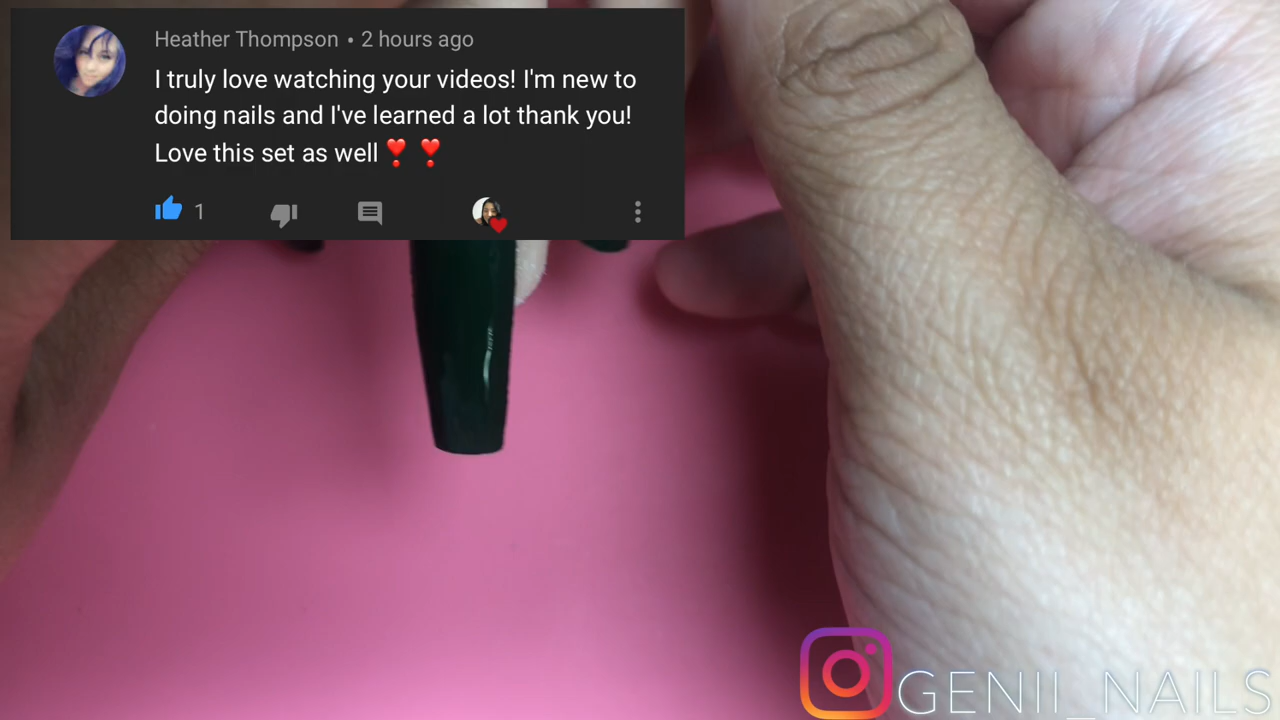 Heather Thompson • 2 hours ago
I truly love watching your videos! I'm new to
doing nails and I've learned a lot thank you!
Love this set as well❣️❣️
1
GENII_NAILS